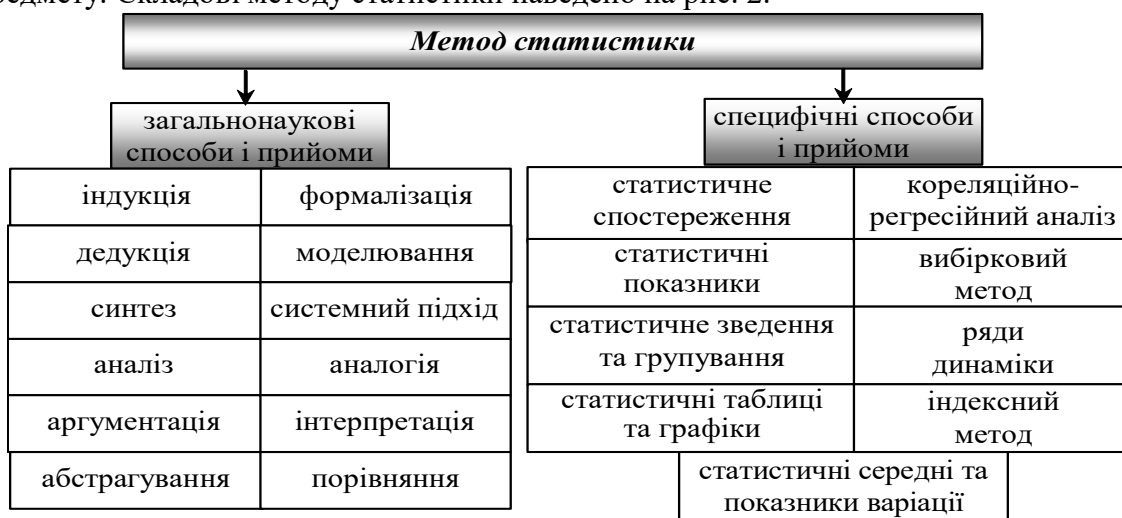 предмету. Складові методу статистики наведено на рис. 2.
Метод статистики
загальнонаукові
способи і прийоми
індукція формалізація
дедукція моделювання
синтез системний підхід
аналіз аналогія
аргументація інтерпретація
абстрагування порівняння
специфічні способи
і прийоми
статистичне
спостереження
кореляційно-
регресійний аналіз
статистичні
показники
вибірковий
метод
статистичне зведення
та групування
ряди
динаміки
статистичні таблиці
та графіки
індексний
метод
статистичні середні та
показники варіації